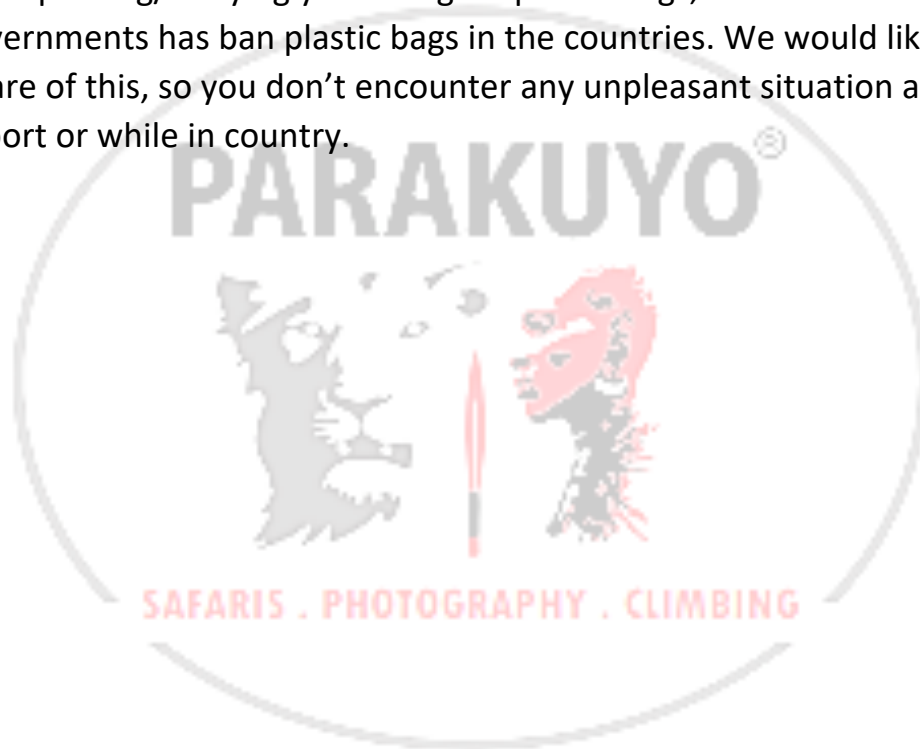 vernments has ban plastic bags in the countries. We would lik
are of this, so you don't encounter any unpleasant situation a
port or while in country.
PARAKUYO®
SAFARIS . PHOTOGRAPHY . CLIMBING